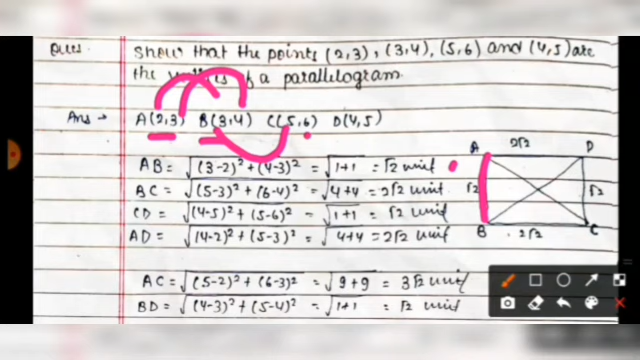 Ques. Show that the points (2,3), (3,4), (5,6) and (4,5) are
the of a parallelogram.
Ans → A(2,3) B(3,4) C(5,6) D(4,5)
AB = √(3-2)²+(4-3)² = √1+1 = √2 unit
BC = √(5-3)²+(6-4)² = √4+4 = 2√2 unit
CD = √(4-5)²+(5-6)² = √1+1 = √2 unit
AD = √(4-2)²+(5-3)² = √4+4 = 2√2 unit
AC = √(5-2)²+(6-3)² = √9+9 = 3√2 unit
BD = √(4-3)²+(5-4)² = √1+1 = √2 unit
A 2√2 D
√2 √2
B 2√2 C